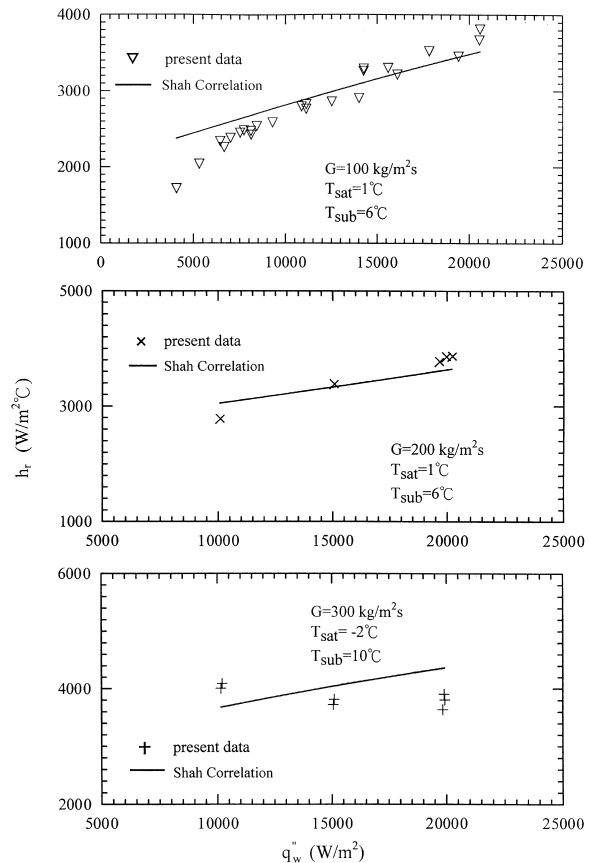 4000
3000
2000
1000
present data
Shah Correlation
G=100 kg/m²s
Tsat=1℃
Tsub=6℃
0 5000 10000 15000 20000 25000
5000
3000
1000
present data
Shah Correlation
G=200 kg/m²s
Tsat=1℃
Tsub=6℃
5000 10000 15000 20000 25000
hr (W/m²℃)
6000
4000
2000
G=300 kg/m²s
Tsat= -2℃
Tsub=10℃
present data
Shah Correlation
5000 10000 15000 20000 25000
q"w (W/m²)